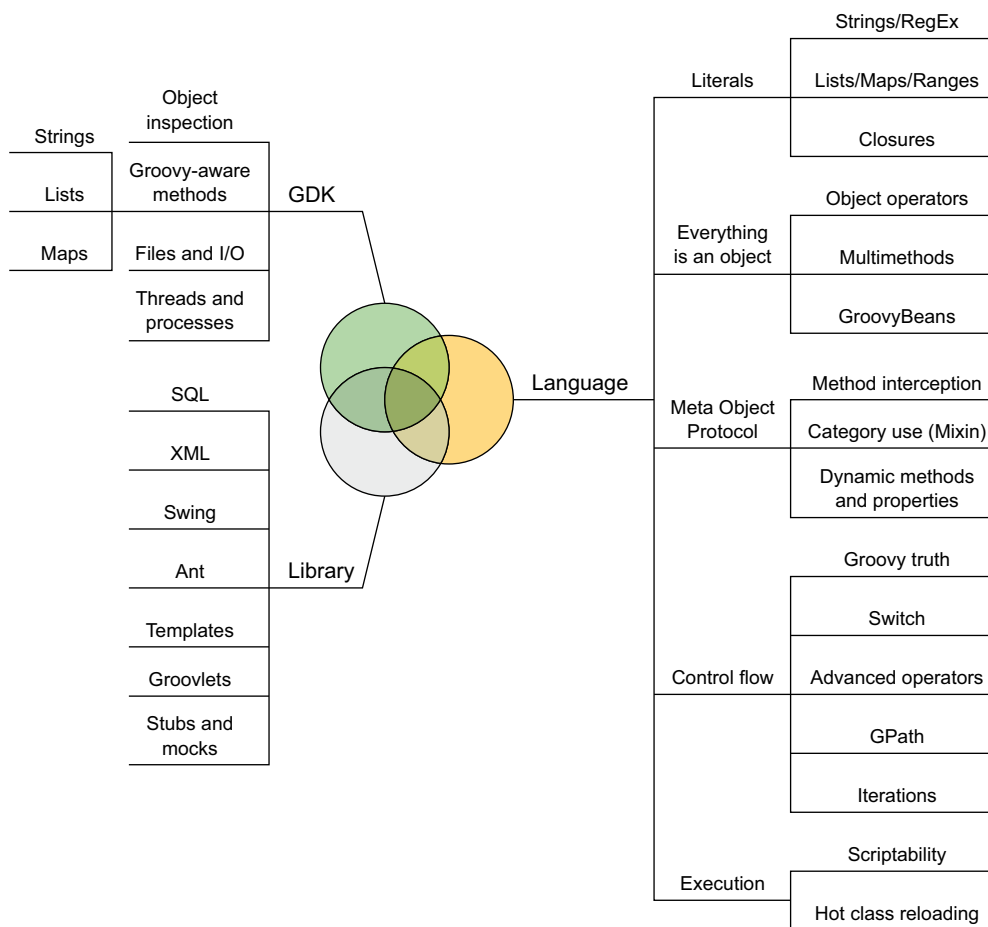 Object
inspection
Strings
Groovy-aware
methods
Lists
GDK
Maps
Files and I/O
Threads and
processes
SQL
XML
Swing
Ant
Library
Templates
Groovlets
Stubs and
mocks
Language
Literals
Strings/RegEx
Lists/Maps/Ranges
Closures
Everything
is an object
Object operators
Multimethods
GroovyBeans
Meta Object
Protocol
Method interception
Category use (Mixin)
Dynamic methods
and properties
Control flow
Groovy truth
Switch
Advanced operators
GPath
Iterations
Execution
Scriptability
Hot class reloading